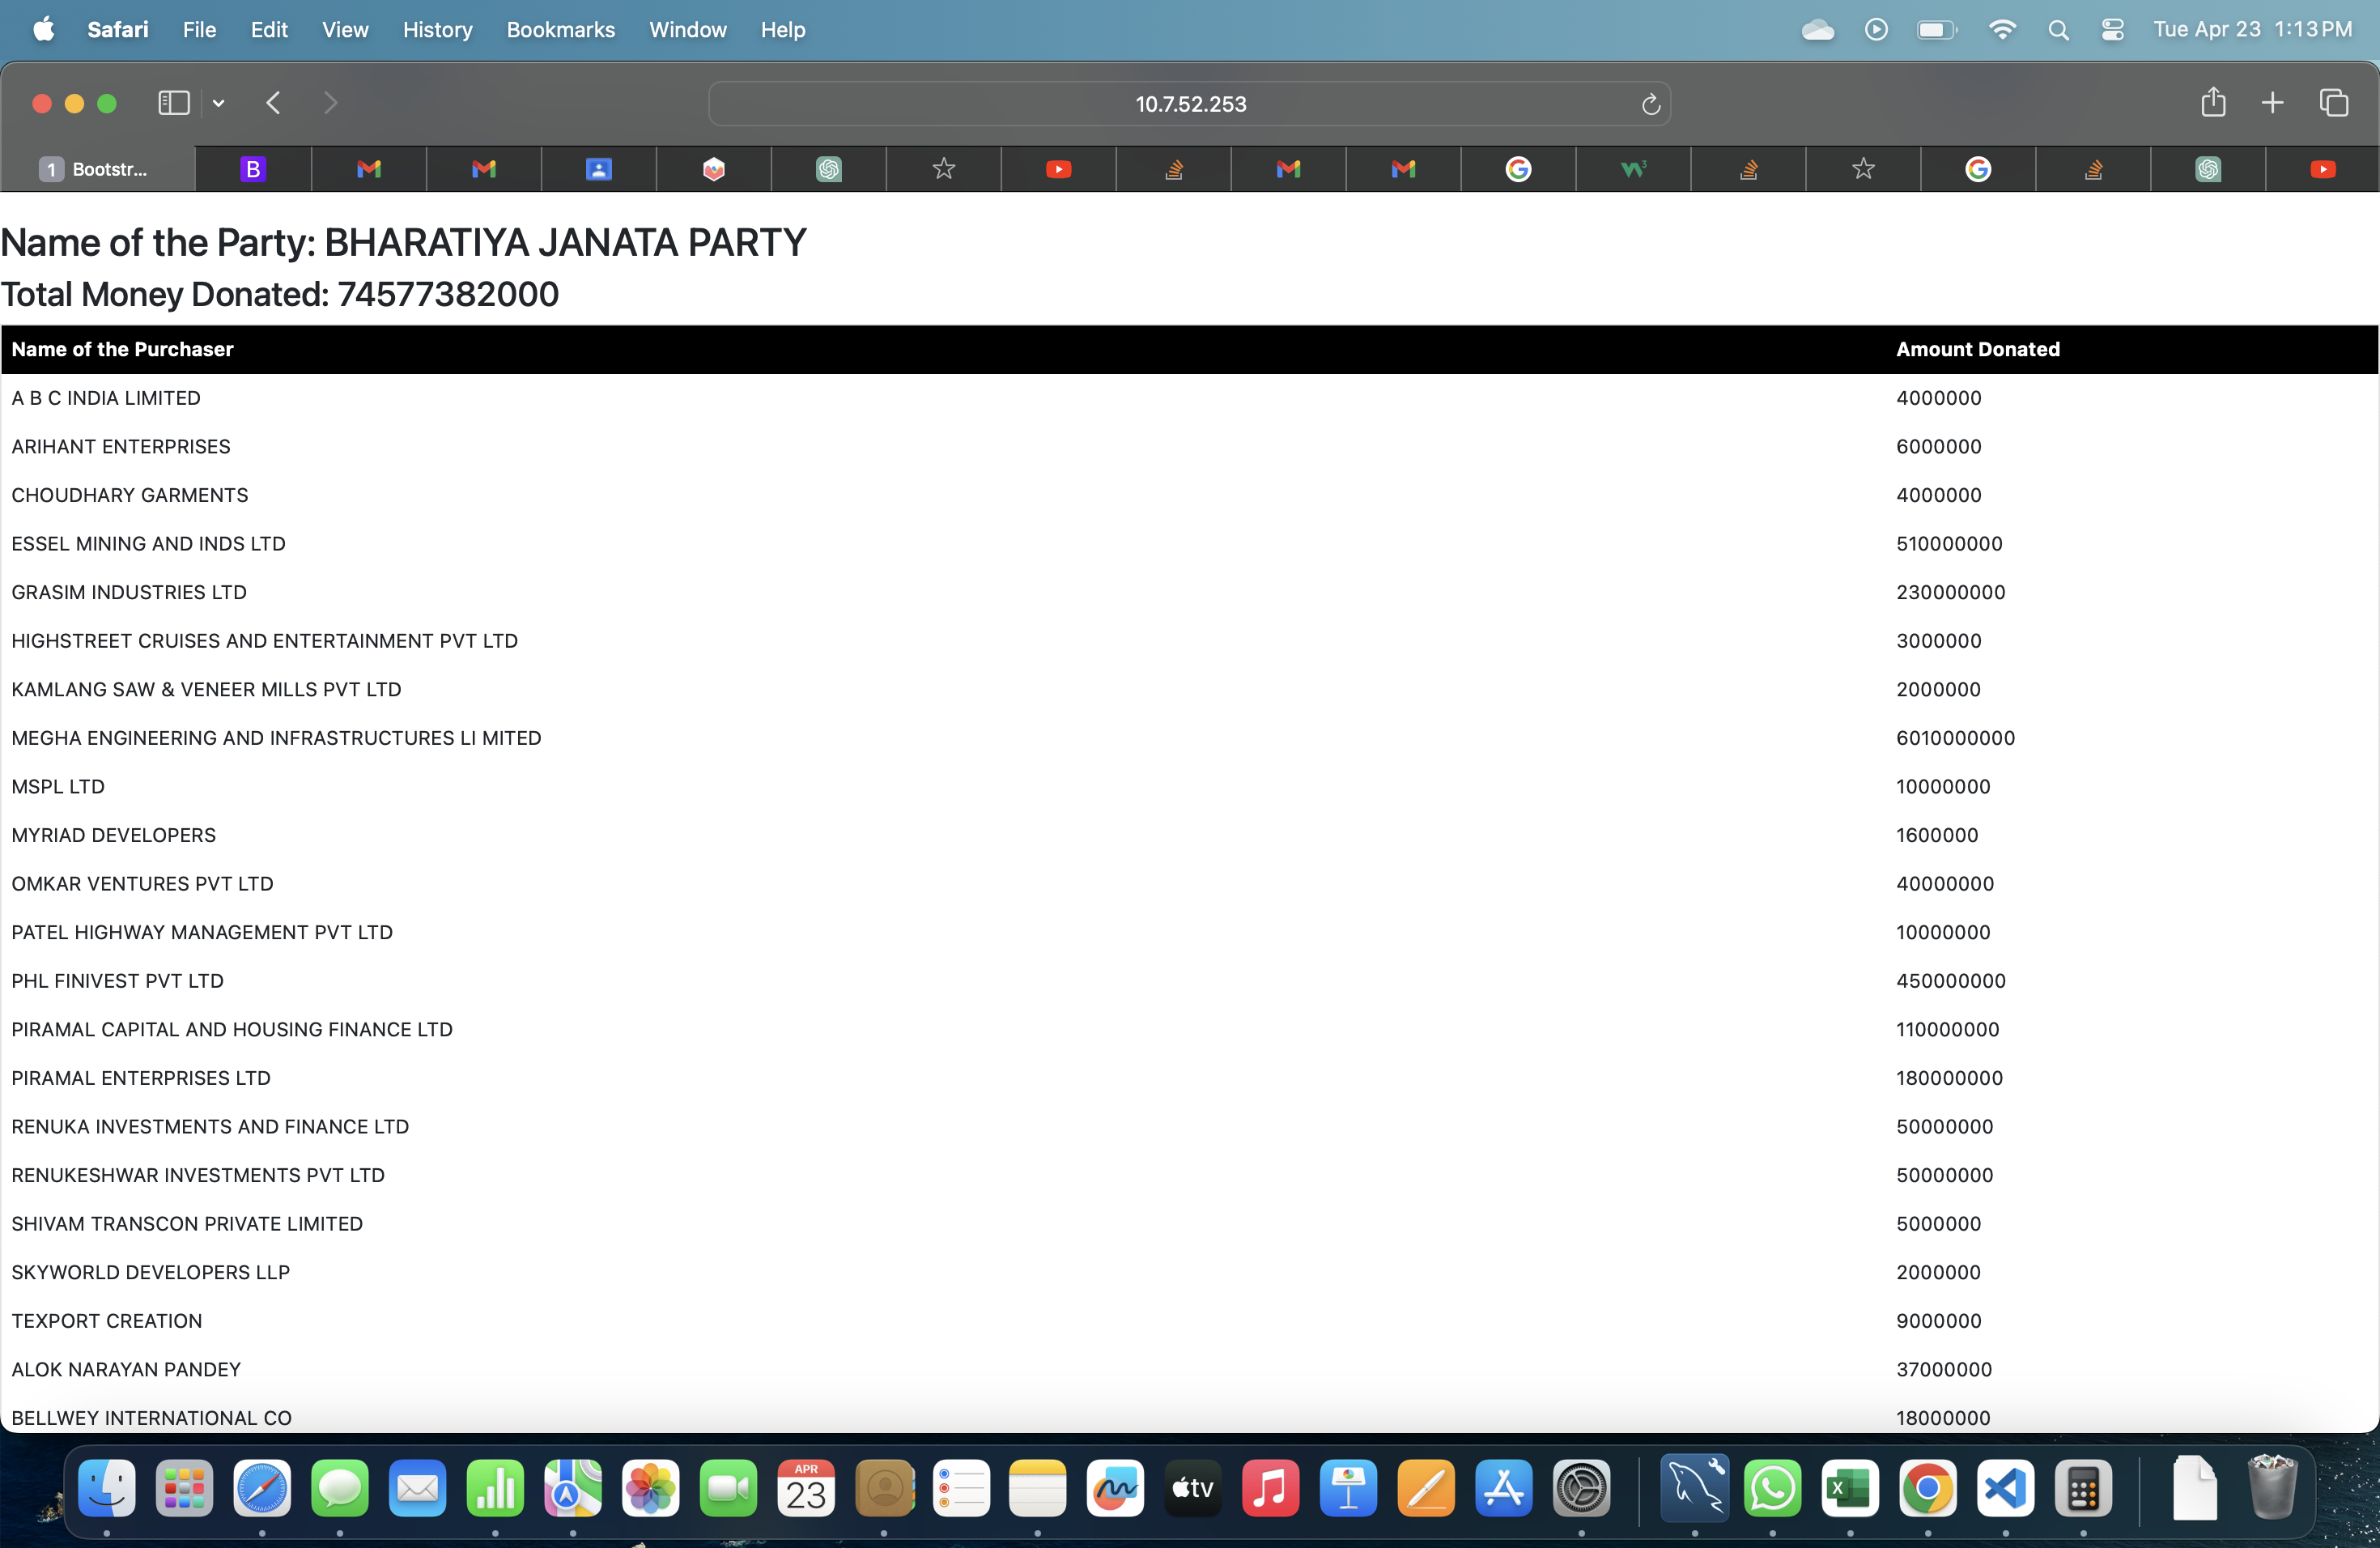 Safari File Edit View History Bookmarks Window Help Tue Apr 23 1:13 PM
10.7.52.253
1 Bootstr...
Name of the Party: BHARATIYA JANATA PARTY
Total Money Donated: 74577382000
Name of the Purchaser Amount Donated
A B C INDIA LIMITED 4000000
ARIHANT ENTERPRISES 6000000
CHOUDHARY GARMENTS 4000000
ESSEL MINING AND INDS LTD 510000000
GRASIM INDUSTRIES LTD 230000000
HIGHSTREET CRUISES AND ENTERTAINMENT PVT LTD 3000000
KAMLANG SAW & VENEER MILLS PVT LTD 2000000
MEGHA ENGINEERING AND INFRASTRUCTURES LI MITED 6010000000
MSPL LTD 10000000
MYRIAD DEVELOPERS 1600000
OMKAR VENTURES PVT LTD 40000000
PATEL HIGHWAY MANAGEMENT PVT LTD 10000000
PHL FINIVEST PVT LTD 450000000
PIRAMAL CAPITAL AND HOUSING FINANCE LTD 110000000
PIRAMAL ENTERPRISES LTD 180000000
RENUKA INVESTMENTS AND FINANCE LTD 50000000
RENUKESHWAR INVESTMENTS PVT LTD 50000000
SHIVAM TRANSCON PRIVATE LIMITED 5000000
SKYWORLD DEVELOPERS LLP 2000000
TEXPORT CREATION 9000000
ALOK NARAYAN PANDEY 37000000
BELLWEY INTERNATIONAL CO 18000000
APR
23
tv